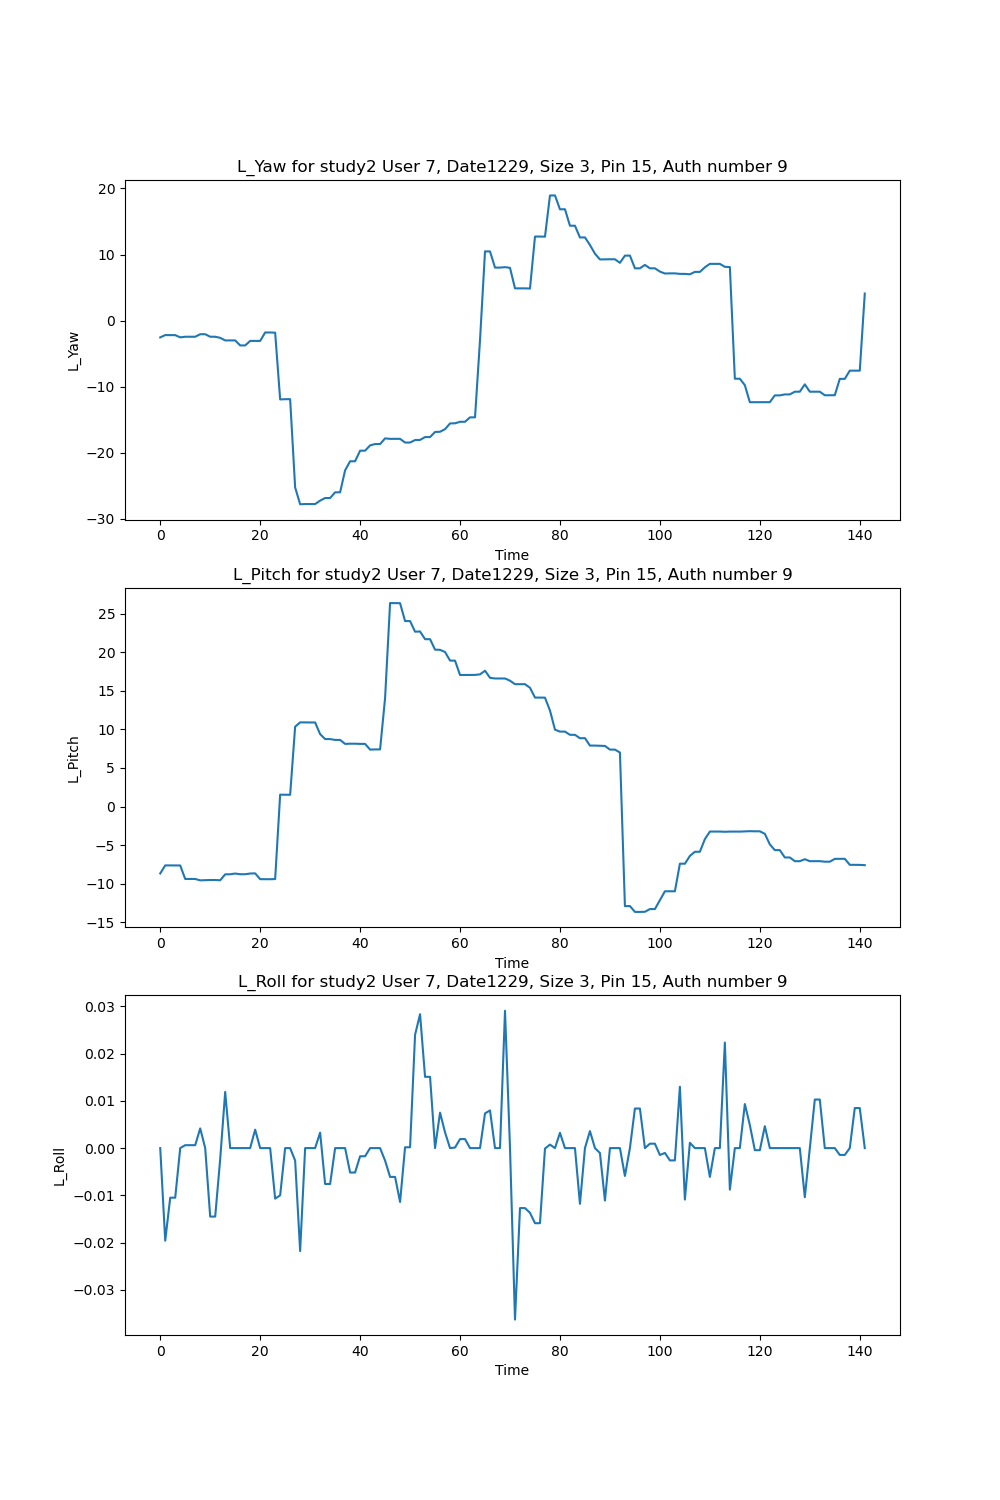 L_Yaw for study2 User 7, Date1229, Size 3, Pin 15, Auth number 9
20
10
0
−10
−20
−30
L_Yaw
0 20 40 60 80 100 120 140
Time
L_Pitch for study2 User 7, Date1229, Size 3, Pin 15, Auth number 9
25
20
15
10
5
0
−5
−10
−15
L_Pitch
0 20 40 60 80 100 120 140
Time
L_Roll for study2 User 7, Date1229, Size 3, Pin 15, Auth number 9
0.03
0.02
0.01
0.00
−0.01
−0.02
−0.03
L_Roll
0 20 40 60 80 100 120 140
Time